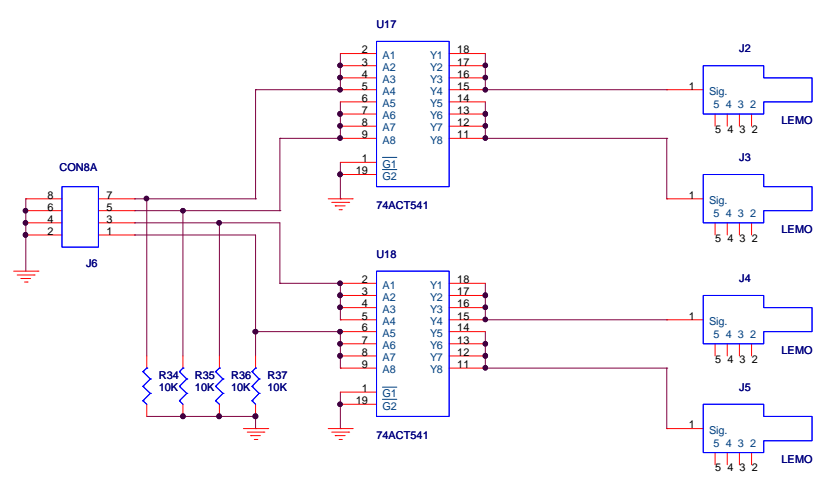 U17
2 A1 Y1 18
3 A2 Y2 17
4 A3 Y3 16
5 A4 Y4 15
6 A5 Y5 14
7 A6 Y6 13
8 A7 Y7 12
9 A8 Y8 11
1 G1
19 G2
74ACT541
J2
1 Sig.
5 4 3 2
5 4 3 2
LEMO
J3
1 Sig.
5 4 3 2
5 4 3 2
LEMO
CON8A
8 7
6 5
4 3
2 1
J6
U18
2 A1 Y1 18
3 A2 Y2 17
4 A3 Y3 16
5 A4 Y4 15
6 A5 Y5 14
7 A6 Y6 13
8 A7 Y7 12
9 A8 Y8 11
1 G1
19 G2
74ACT541
R34 R35 R36 R37
10K 10K 10K 10K
J4
1 Sig.
5 4 3 2
5 4 3 2
LEMO
J5
1 Sig.
5 4 3 2
5 4 3 2
LEMO